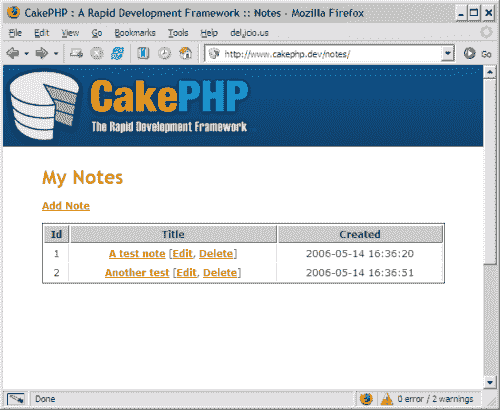 CakePHP : A Rapid Development Framework :: Notes - Mozilla Firefox
File Edit View Go Bookmarks Tools Help del.icio.us
http://www.cakephp.dev/notes/ Go
CakePHP
The Rapid Development Framework
My Notes
Add Note
Id Title Created
1 A test note [Edit, Delete] 2006-05-14 16:36:20
2 Another test [Edit, Delete] 2006-05-14 16:36:51
Done 0 error / 2 warnings